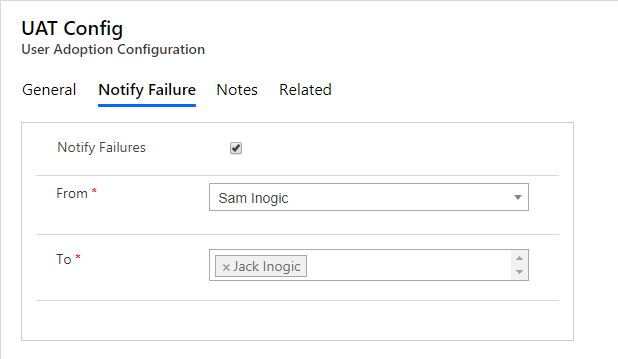 UAT Config
User Adoption Configuration
General Notify Failure Notes Related
Notify Failures
From * Sam Inogic
To * × Jack Inogic